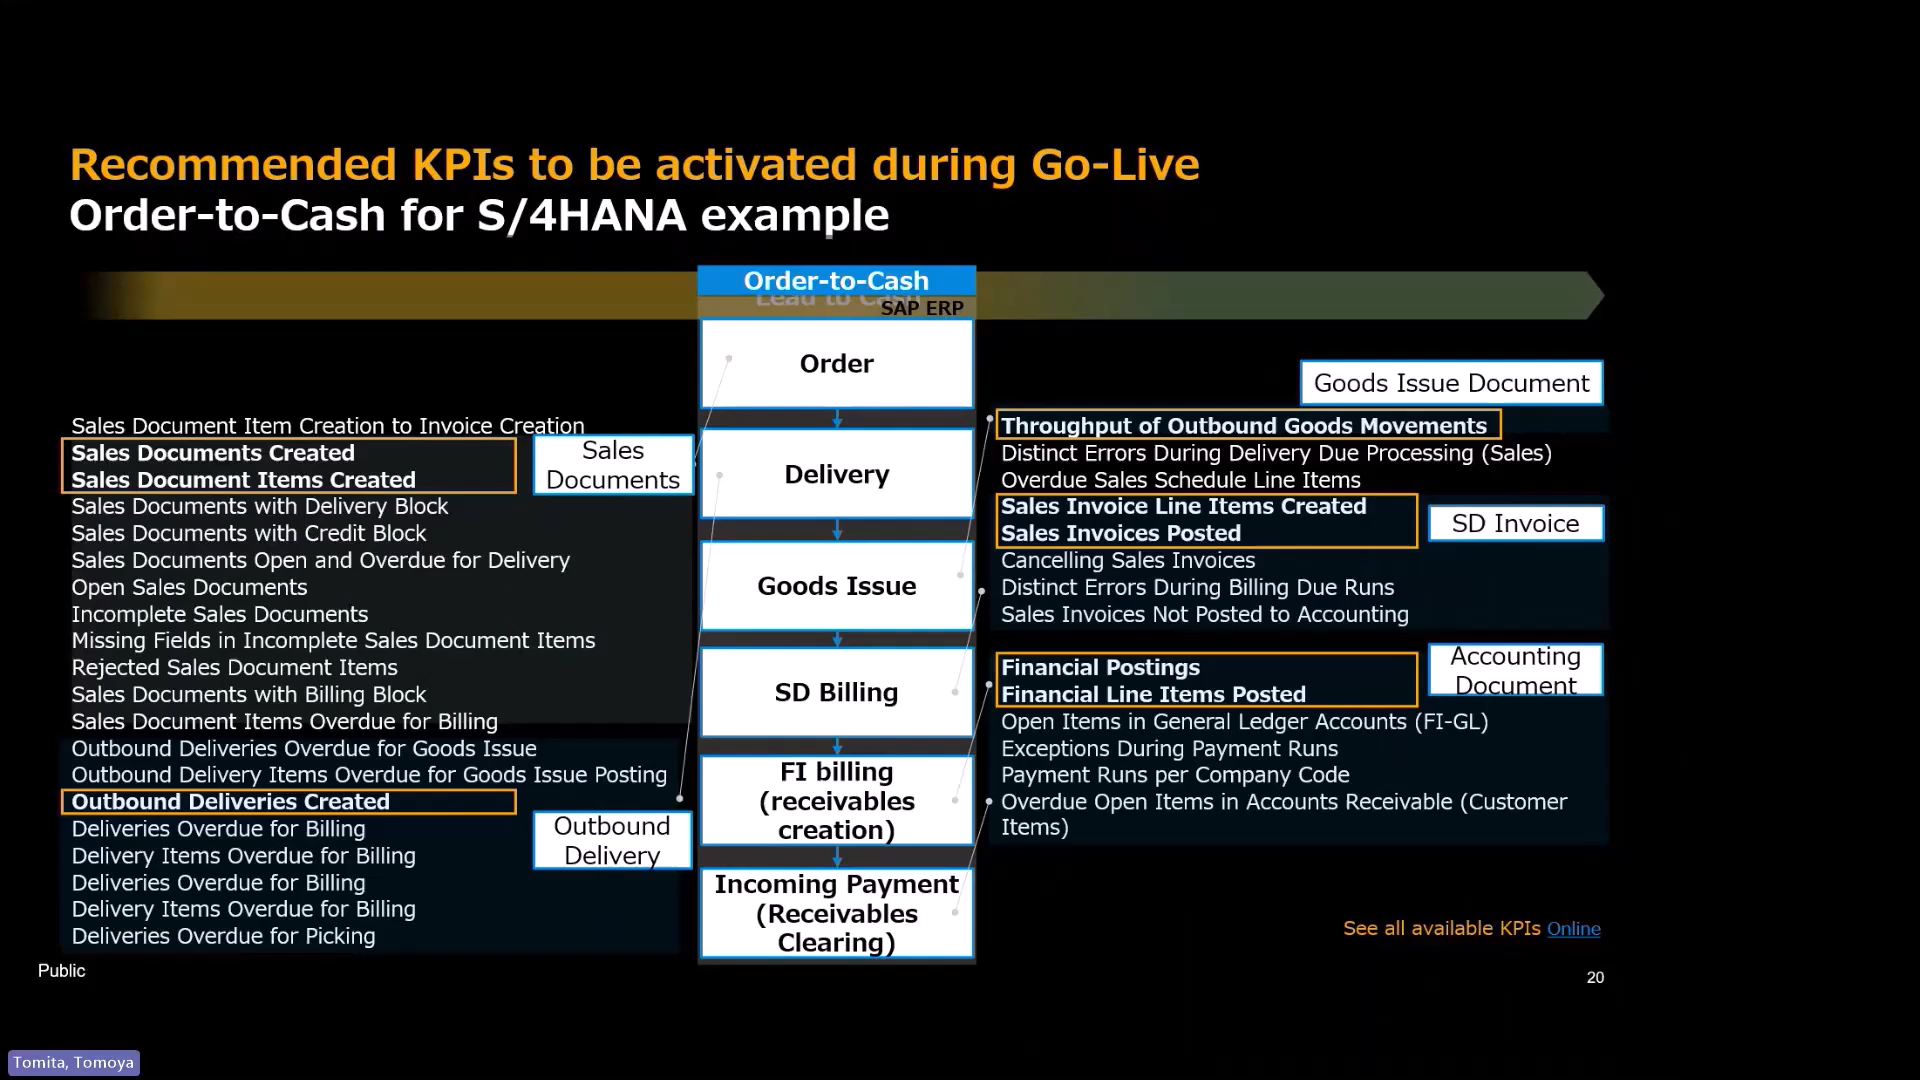 Recommended KPIs to be activated during Go-Live
Order-to-Cash for S/4HANA example
Order-to-Cash
Lead to Cash
SAP ERP
Order
Delivery
Goods Issue
SD Billing
FI billing
(receivables
creation)
Incoming Payment
(Receivables
Clearing)
Sales Document Item Creation to Invoice Creation
Sales Documents Created
Sales Document Items Created
Sales
Documents
Sales Documents with Delivery Block
Sales Documents with Credit Block
Sales Documents Open and Overdue for Delivery
Open Sales Documents
Incomplete Sales Documents
Missing Fields in Incomplete Sales Document Items
Rejected Sales Document Items
Sales Documents with Billing Block
Sales Document Items Overdue for Billing
Outbound Deliveries Overdue for Goods Issue
Outbound Delivery Items Overdue for Goods Issue Posting
Outbound Deliveries Created
Outbound
Delivery
Deliveries Overdue for Billing
Delivery Items Overdue for Billing
Deliveries Overdue for Billing
Delivery Items Overdue for Billing
Deliveries Overdue for Picking
Goods Issue Document
Throughput of Outbound Goods Movements
Distinct Errors During Delivery Due Processing (Sales)
Overdue Sales Schedule Line Items
Sales Invoice Line Items Created
Sales Invoices Posted
SD Invoice
Cancelling Sales Invoices
Distinct Errors During Billing Due Runs
Sales Invoices Not Posted to Accounting
Financial Postings
Financial Line Items Posted
Accounting
Document
Open Items in General Ledger Accounts (FI-GL)
Exceptions During Payment Runs
Payment Runs per Company Code
Overdue Open Items in Accounts Receivable (Customer
Items)
See all available KPIs Online
Public
20
Tomita, Tomoya